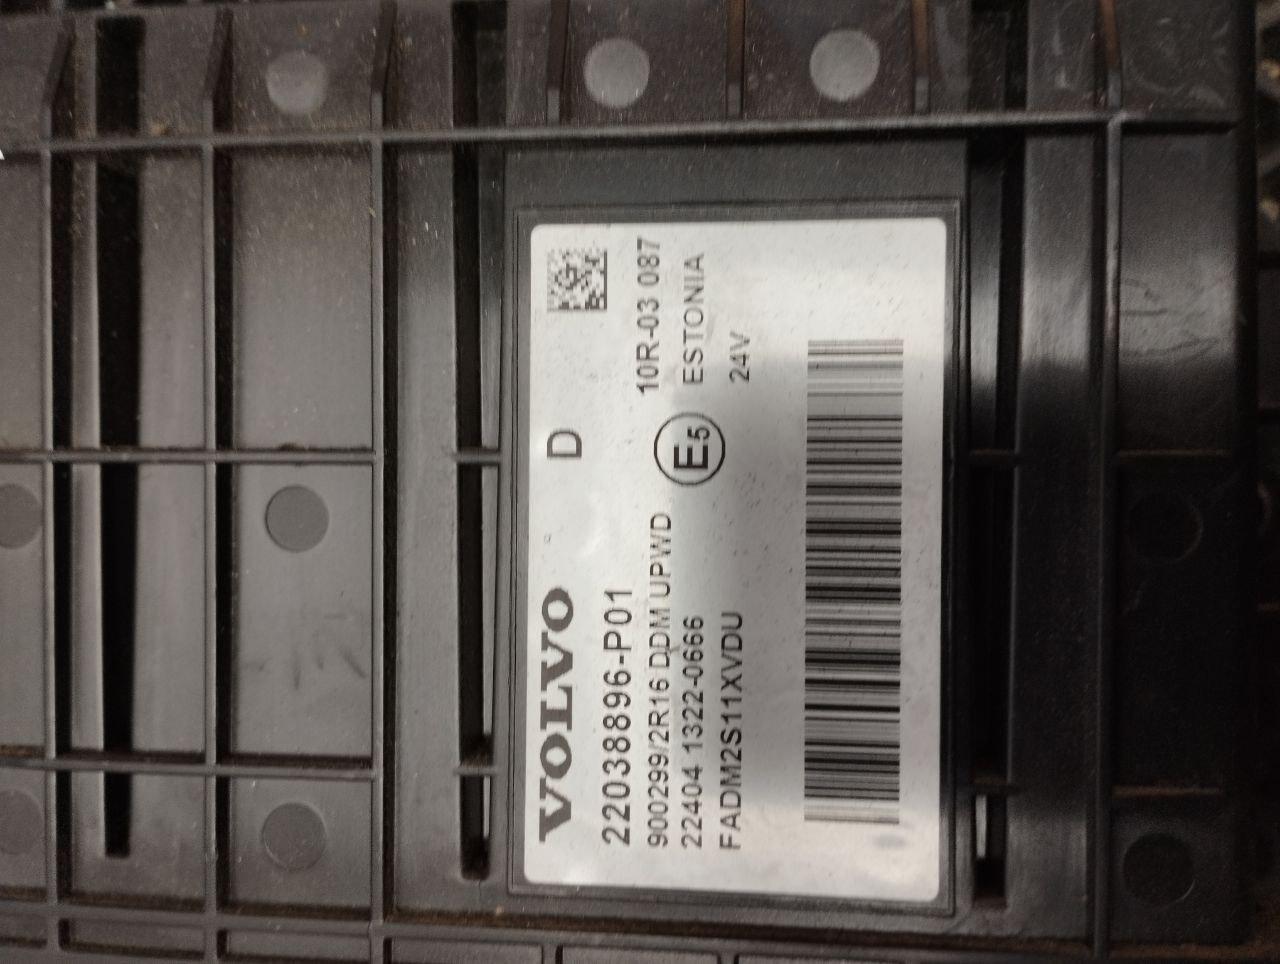 VOLVO D
22038896-P01
900299/2R16 DDM UPWD
22404 1322-0666
FADM2S11XVDU
E5
10R-03 087
ESTONIA
24V